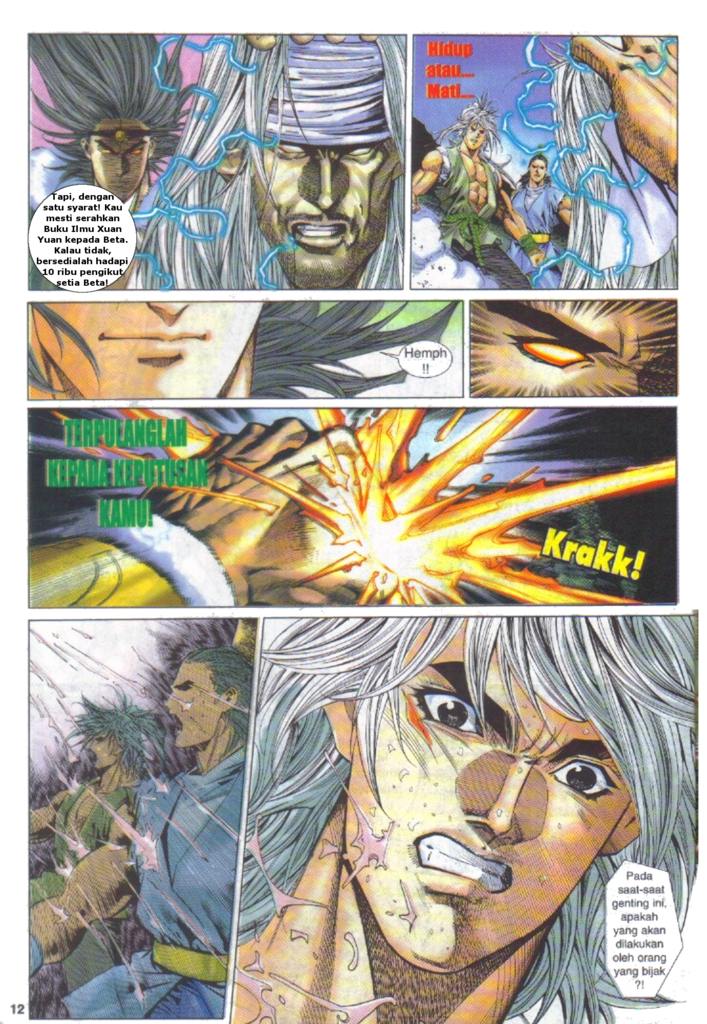 Tapi, dengan
satu syarat! Kau
mesti serahkan
Buku Ilmu Xuan
Yuan kepada Beta.
Kalau tidak,
bersedialah hadapi
10 ribu pengikut
setia Beta!
Hidup
atau....
Mati....
Hemph
!!
TERPULANGLAH
KEPADA KEPUTUSAN
KAMU!
Krakk!
Pada
saat-saat
genting ini,
apakah
yang akan
dilakukan
oleh orang
yang bijak
?!
12